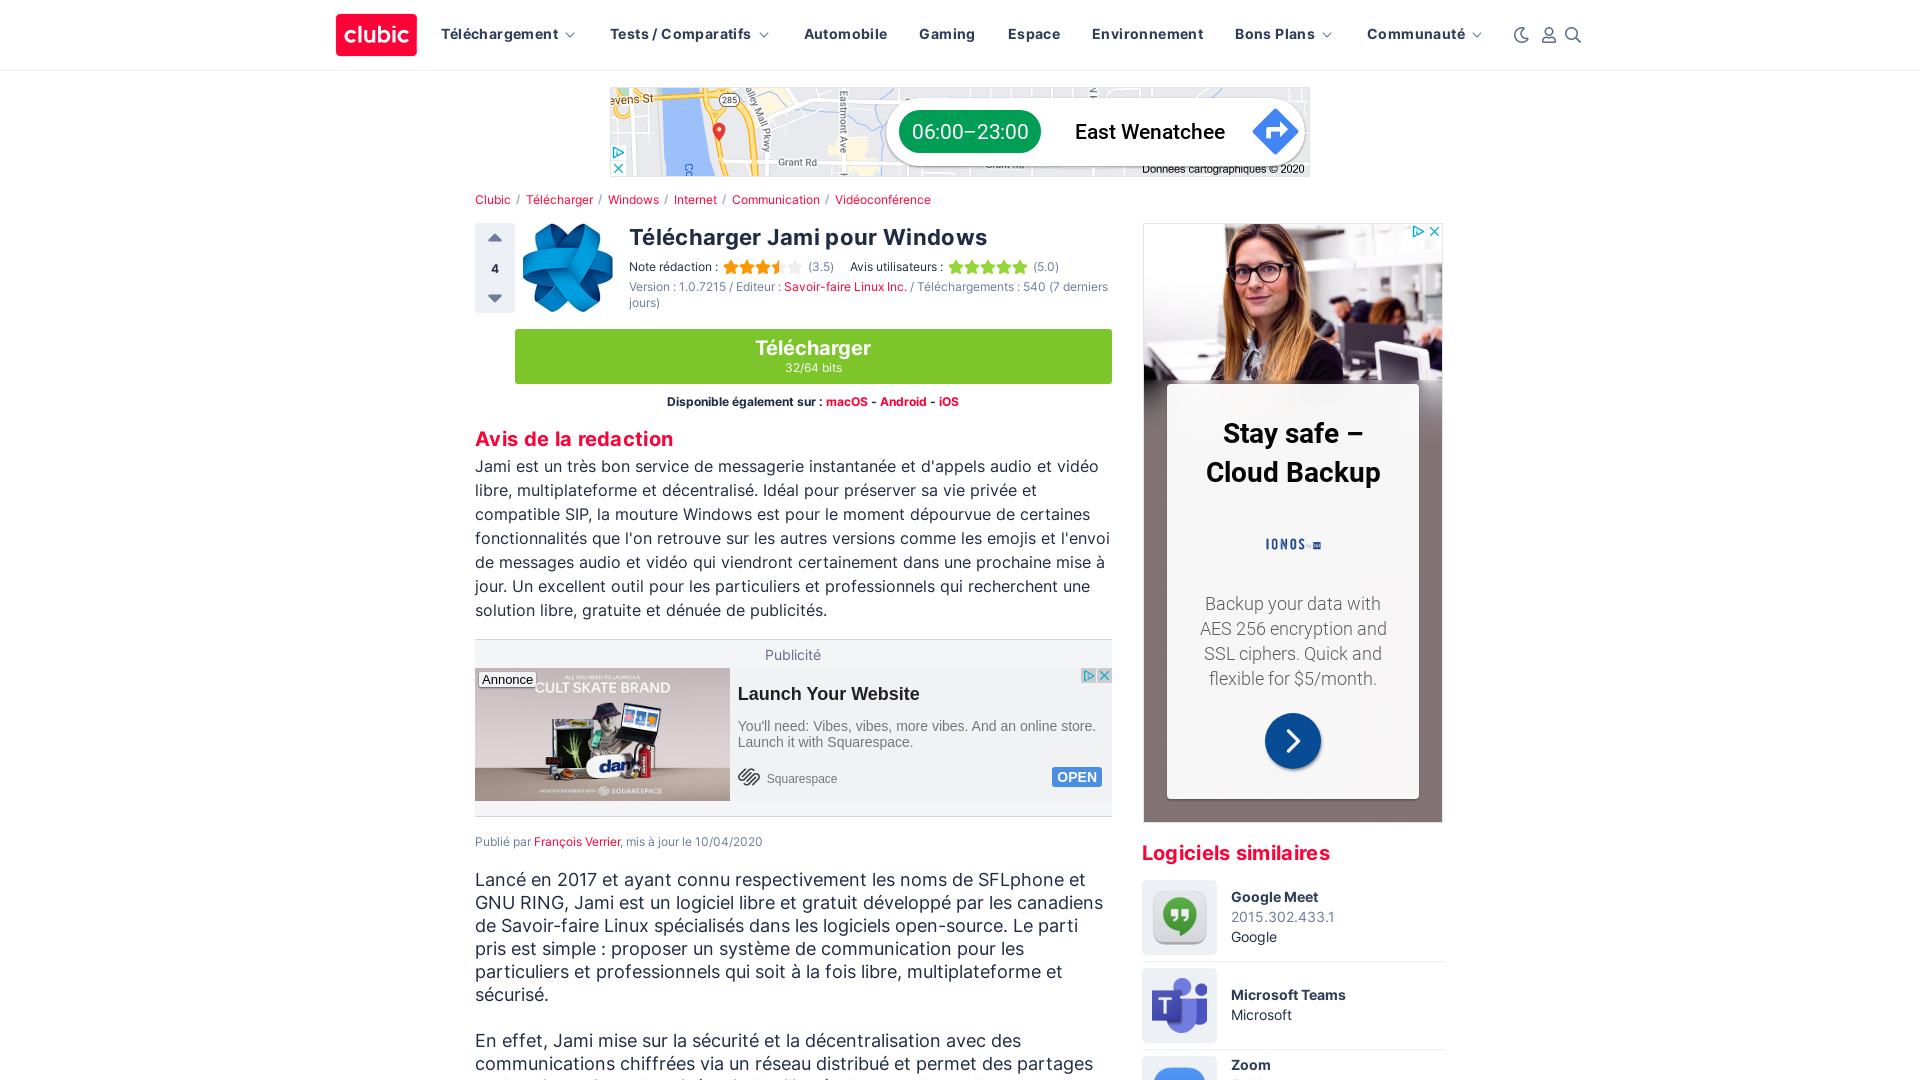 clubic
Téléchargement
Tests / Comparatifs
Automobile
Gaming
Espace
Environnement
Bons Plans
Communauté
285
Grant Rd
06:00–23:00
East Wenatchee
Données cartographiques © 2020
Clubic / Télécharger / Windows / Internet / Communication / Vidéoconférence
4
Télécharger Jami pour Windows
Note rédaction : (3.5) Avis utilisateurs : (5.0)
Version : 1.0.7215 / Editeur : Savoir-faire Linux Inc. / Téléchargements : 540 (7 derniers
jours)
Télécharger
32/64 bits
Disponible également sur : macOS - Android - iOS
Avis de la redaction
Jami est un très bon service de messagerie instantanée et d'appels audio et vidéo
libre, multiplateforme et décentralisé. Idéal pour préserver sa vie privée et
compatible SIP, la mouture Windows est pour le moment dépourvue de certaines
fonctionnalités que l'on retrouve sur les autres versions comme les emojis et l'envoi
de messages audio et vidéo qui viendront certainement dans une prochaine mise à
jour. Un excellent outil pour les particuliers et professionnels qui recherchent une
solution libre, gratuite et dénuée de publicités.
Publicité
Annonce
ALL YOU NEED TO LAUNCH A
CULT SKATE BRAND
dant
LAUNCH YOUR WEBSITE WITH SQUARESPACE
Launch Your Website
You'll need: Vibes, vibes, more vibes. And an online store.
Launch it with Squarespace.
Squarespace
OPEN
Publié par François Verrier, mis à jour le 10/04/2020
Lancé en 2017 et ayant connu respectivement les noms de SFLphone et
GNU RING, Jami est un logiciel libre et gratuit développé par les canadiens
de Savoir-faire Linux spécialisés dans les logiciels open-source. Le parti
pris est simple : proposer un système de communication pour les
particuliers et professionnels qui soit à la fois libre, multiplateforme et
sécurisé.
En effet, Jami mise sur la sécurité et la décentralisation avec des
communications chiffrées via un réseau distribué et permet des partages
Stay safe –
Cloud Backup
IONOS
Backup your data with
AES 256 encryption and
SSL ciphers. Quick and
flexible for $5/month.
Logiciels similaires
Google Meet
2015.302.433.1
Google
Microsoft Teams
Microsoft
Zoom